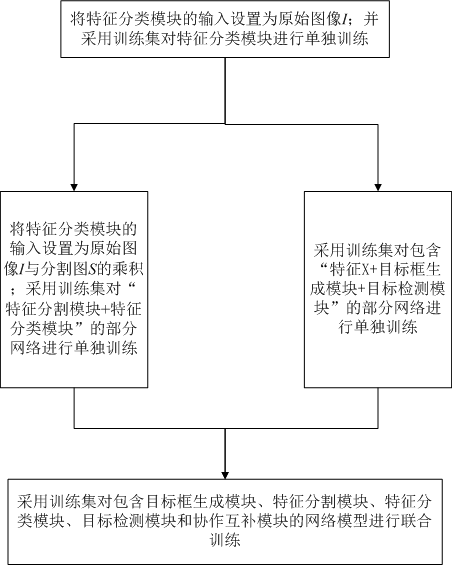 将特征分类模块的输入设置为原始图像I；并
采用训练集对特征分类模块进行单独训练
将特征分类模块的
输入设置为原始图
像I与分割图S的乘积
；采用训练集对“
特征分割模块+特征
分类模块”的部分
网络进行单独训练
采用训练集对包含
“特征X+目标框生
成模块+目标检测模
块”的部分网络进
行单独训练
采用训练集对包含目标框生成模块、特征分割模块、特征分
类模块、目标检测模块和协作互补模块的网络模型进行联合
训练